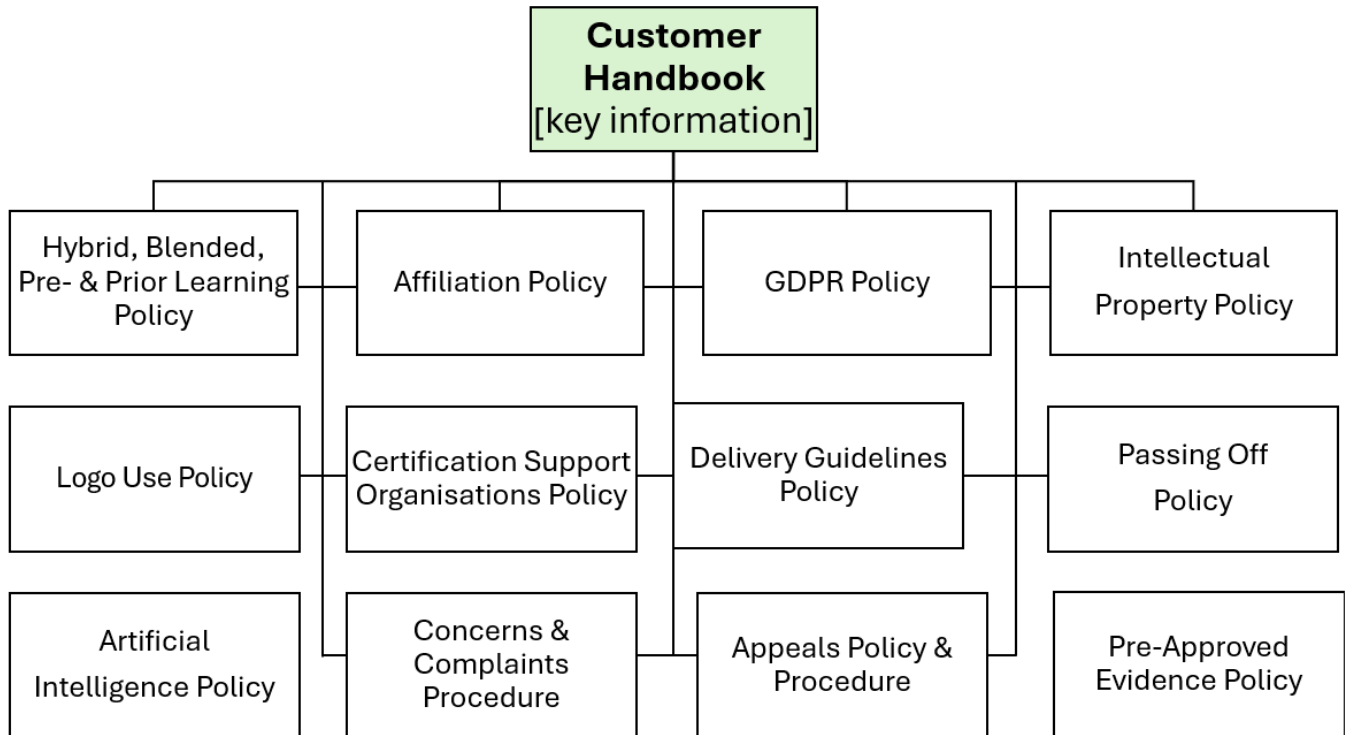 Customer
Handbook
[key information]
Hybrid, Blended,
Pre- & Prior Learning
Policy
Affiliation Policy
GDPR Policy
Intellectual
Property Policy
Logo Use Policy
Certification Support
Organisations Policy
Delivery Guidelines
Policy
Passing Off
Policy
Artificial
Intelligence Policy
Concerns &
Complaints
Procedure
Appeals Policy &
Procedure
Pre-Approved
Evidence Policy